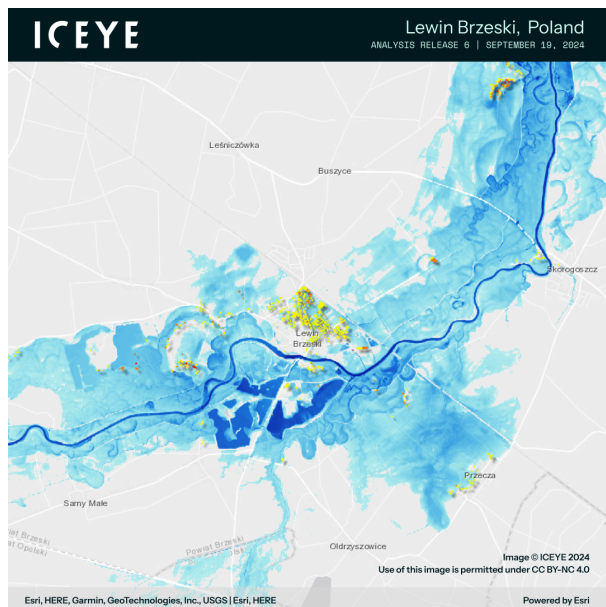 ICEYE
Lewin Brzeski, Poland
ANALYSIS RELEASE 6 | SEPTEMBER 19, 2024
Leśniczówka
Buszyce
Skorogoszcz
Lewin
Brzeski
Przecza
Samy Małe
Powiat Brzeski
Oldrzyszowice
Image © ICEYE 2024
Use of this image is permitted under CC BY-NC 4.0
Esri, HERE, Garmin, GeoTechnologies, Inc., USGS | Esri, HERE
Powered by Esri